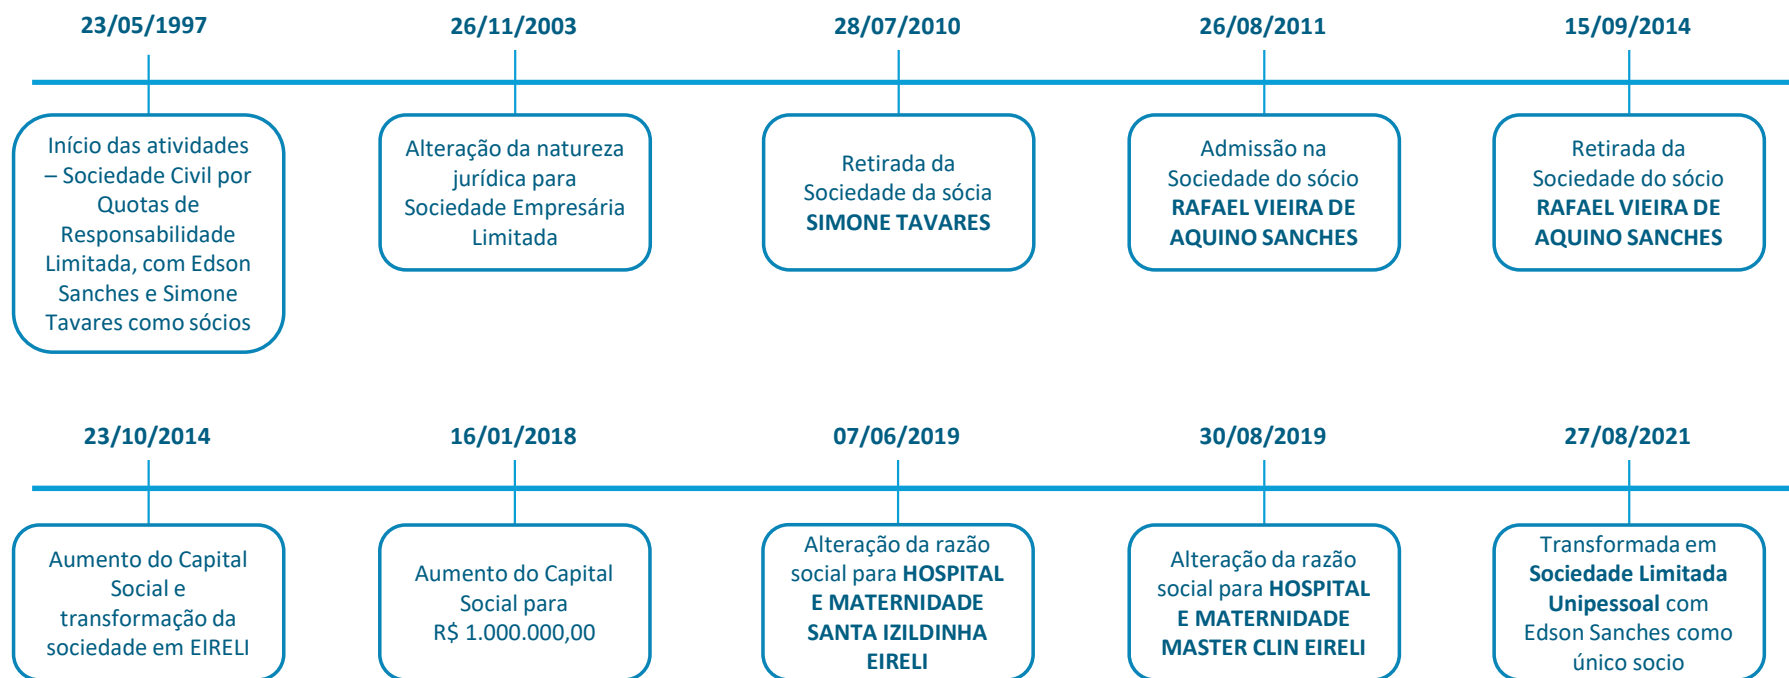 23/05/1997
26/11/2003
28/07/2010
26/08/2011
15/09/2014
Início das atividades
– Sociedade Civil por
Quotas de
Responsabilidade
Limitada, com Edson
Sanches e Simone
Tavares como sócios
Alteração da natureza
jurídica para
Sociedade Empresária
Limitada
Retirada da
Sociedade da sócia
SIMONE TAVARES
Admissão na
Sociedade do sócio
RAFAEL VIEIRA DE
AQUINO SANCHES
Retirada da
Sociedade do sócio
RAFAEL VIEIRA DE
AQUINO SANCHES
23/10/2014
16/01/2018
07/06/2019
30/08/2019
27/08/2021
Aumento do Capital
Social e
transformação da
sociedade em EIRELI
Aumento do Capital
Social para
R$ 1.000.000,00
Alteração da razão
social para HOSPITAL
E MATERNIDADE
SANTA IZILDINHA
EIRELI
Alteração da razão
social para HOSPITAL
E MATERNIDADE
MASTER CLIN EIRELI
Transformada em
Sociedade Limitada
Unipessoal com
Edson Sanches como
único socio